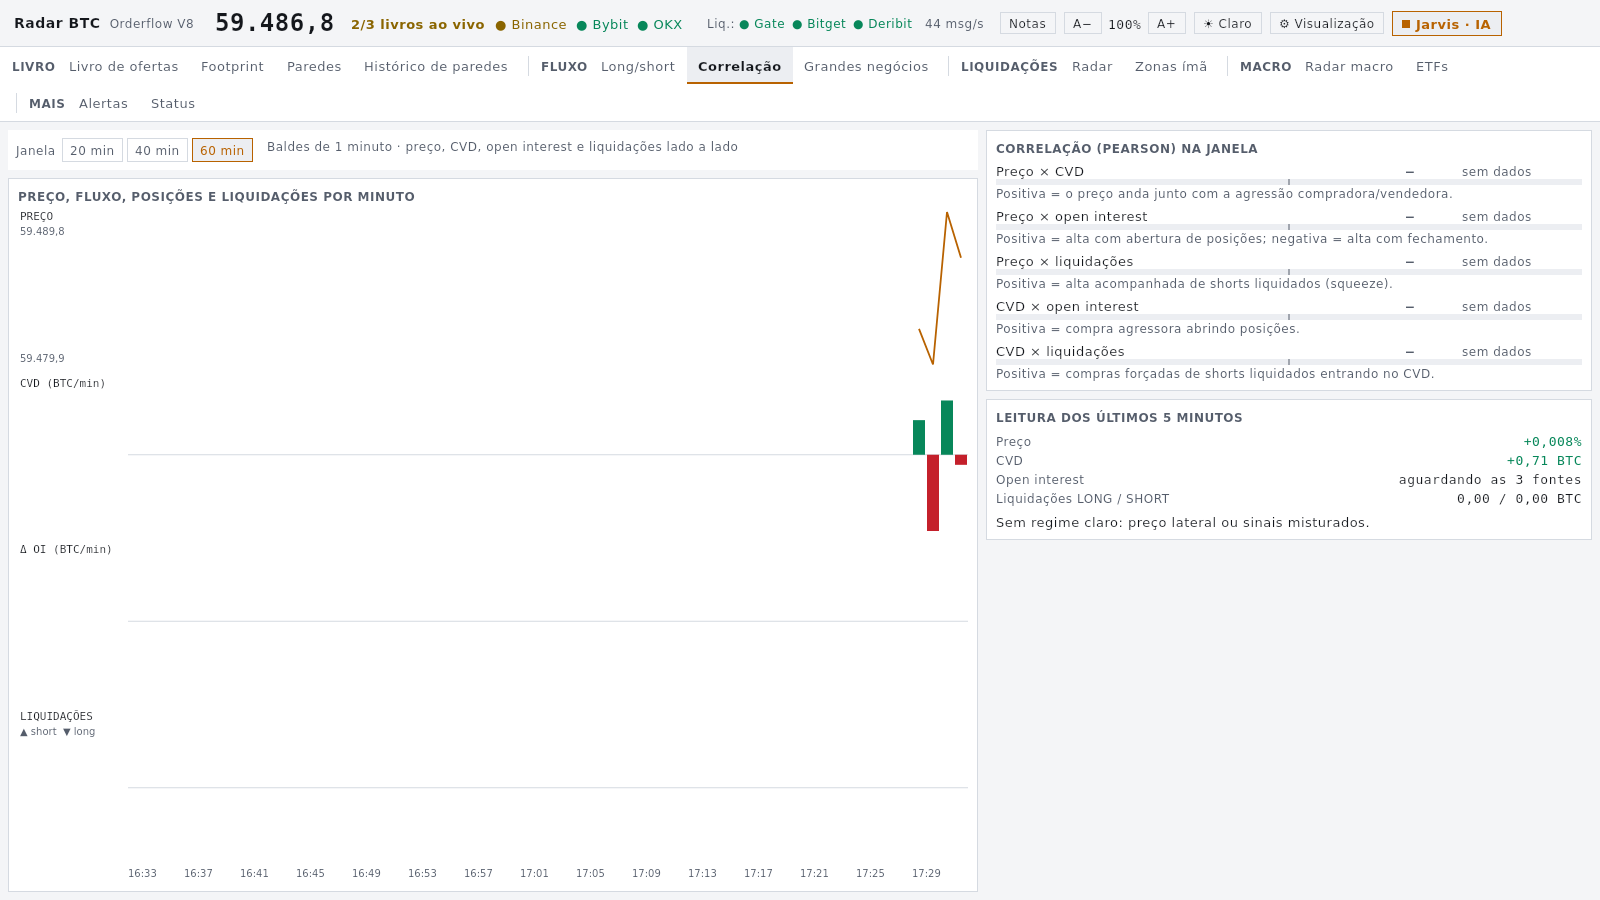 Radar BTC Orderflow V8 59.486,8 2/3 livros ao vivo ● Binance ● Bybit ● OKX Liq.: ● Gate ● Bitget ● Deribit 44 msg/s Notas A− 100% A+ ☀ Claro ⚙ Visualização Jarvis · IA
LIVRO Livro de ofertas Footprint Paredes Histórico de paredes FLUXO Long/short Correlação Grandes negócios LIQUIDAÇÕES Radar Zonas ímã MACRO Radar macro ETFs
MAIS Alertas Status
Janela 20 min 40 min 60 min Baldes de 1 minuto · preço, CVD, open interest e liquidações lado a lado
PREÇO, FLUXO, POSIÇÕES E LIQUIDAÇÕES POR MINUTO
PREÇO
59.489,8
59.479,9
CVD (BTC/min)
Δ OI (BTC/min)
LIQUIDAÇÕES
▲ short ▼ long
16:33 16:37 16:41 16:45 16:49 16:53 16:57 17:01 17:05 17:09 17:13 17:17 17:21 17:25 17:29
CORRELAÇÃO (PEARSON) NA JANELA
Preço × CVD — sem dados
Positiva = o preço anda junto com a agressão compradora/vendedora.
Preço × open interest — sem dados
Positiva = alta com abertura de posições; negativa = alta com fechamento.
Preço × liquidações — sem dados
Positiva = alta acompanhada de shorts liquidados (squeeze).
CVD × open interest — sem dados
Positiva = compra agressora abrindo posições.
CVD × liquidações — sem dados
Positiva = compras forçadas de shorts liquidados entrando no CVD.
LEITURA DOS ÚLTIMOS 5 MINUTOS
Preço +0,008%
CVD +0,71 BTC
Open interest aguardando as 3 fontes
Liquidações LONG / SHORT 0,00 / 0,00 BTC
Sem regime claro: preço lateral ou sinais misturados.